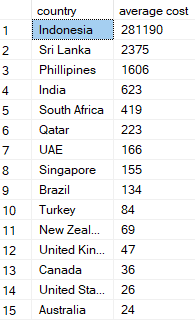 country average cost
1 Indonesia 281190
2 Sri Lanka 2375
3 Phillipines 1606
4 India 623
5 South Africa 419
6 Qatar 223
7 UAE 166
8 Singapore 155
9 Brazil 134
10 Turkey 84
11 New Zeal... 69
12 United Kin... 47
13 Canada 36
14 United Sta... 26
15 Australia 24